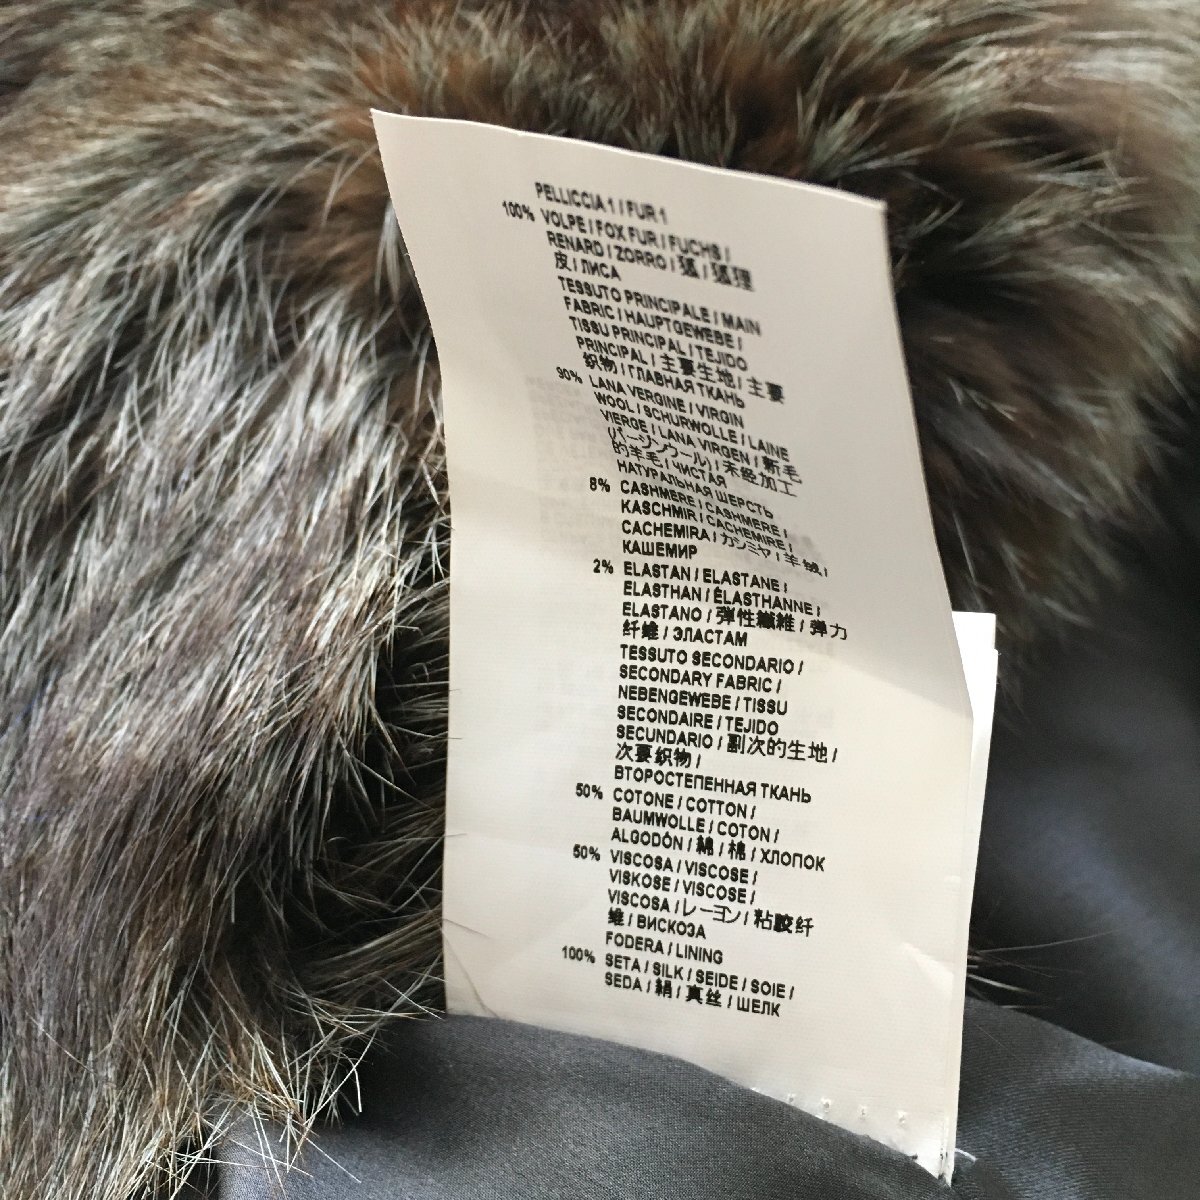 PELLICCIA 1 / FUR 1
100% VOLPE / FOX FUR / FUCHS /
RENARD / ZORRO / 狐 / 狐狸
皮 / ЛИСА
TESSUTO PRINCIPALE / MAIN
FABRIC / HAUPTGEWEBE /
TISSU PRINCIPAL / TEJIDO
PRINCIPAL / 主要生地 / 主要
织物 / ГЛАВНАЯ ТКАНЬ
90% LANA VERGINE / VIRGIN
WOOL / SCHURWOLLE / LAINE
VIERGE / LANA VIRGEN / 新毛
(バージンウール) / 未经加工
的羊毛 / ЧИСТАЯ
НАТУРАЛЬНАЯ ШЕРСТЬ
8% CASHMERE / CASHMERE /
KASCHMIR / CACHEMIRE /
CACHEMIRA / カシミヤ / 羊绒 /
КАШЕМИР
2% ELASTAN / ELASTANE /
ELASTHAN / ÉLASTHANNE /
ELASTANO / 弾性繊維 / 弹力
纤维 / ЭЛАСТАМ
TESSUTO SECONDARIO /
SECONDARY FABRIC /
NEBENGEWEBE / TISSU
SECONDAIRE / TEJIDO
SECUNDARIO / 副次的生地 /
次要织物 /
ВТОРОСТЕПЕННАЯ ТКАНЬ
50% COTONE / COTTON /
BAUMWOLLE / COTON /
ALGODÓN / 綿 / 棉 / ХЛОПОК
50% VISCOSA / VISCOSE /
VISKOSE / VISCOSE /
VISCOSA / レーヨン / 粘胶纤
维 / ВИСКОЗА
FODERA / LINING
100% SETA / SILK / SEIDE / SOIE /
SEDA / 絹 / 真丝 / ШЕЛК